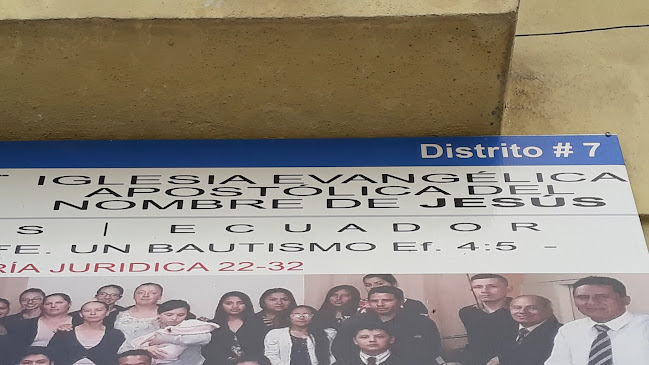 Distrito # 7
IGLESIA EVANGÉLICA
APOSTÓLICA DEL
NOMBRE DE JESÚS
S | ECUADOR
FE. UN BAUTISMO Ef. 4:5 -
RÍA JURIDICA 22-32